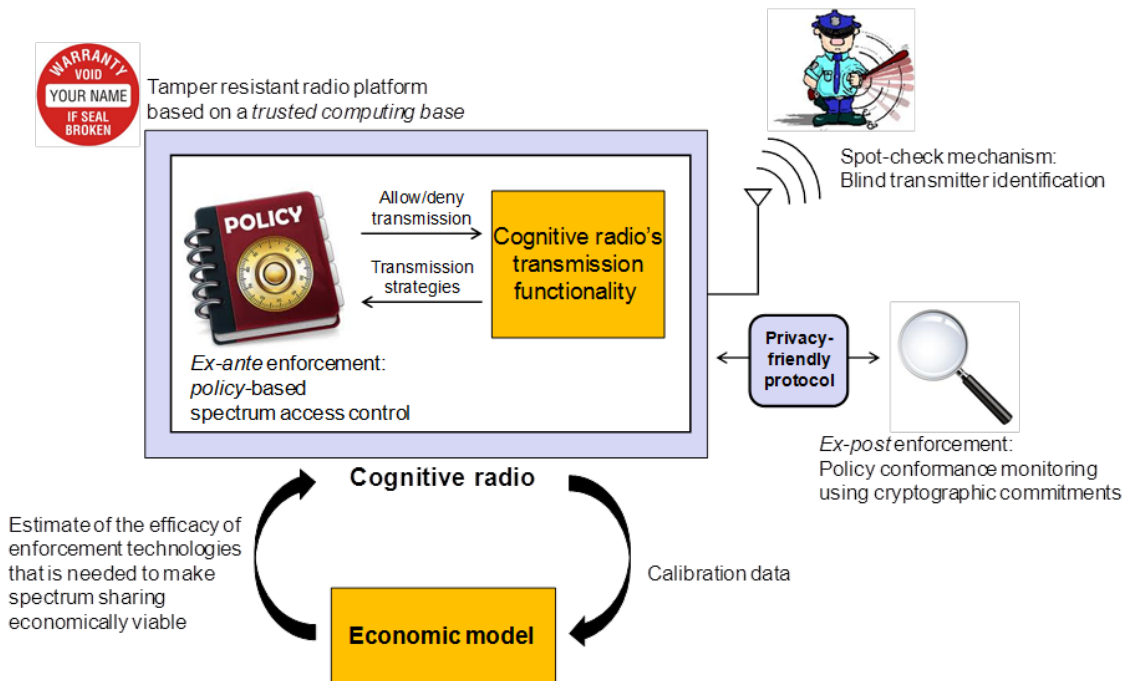 WARRANTY
VOID
YOUR NAME
IF SEAL
BROKEN
Tamper resistant radio platform
based on a trusted computing base
Spot-check mechanism:
Blind transmitter identification
POLICY
Allow/deny
transmission
Transmission
strategies
Cognitive radio’s
transmission
functionality
Ex-ante enforcement:
policy-based
spectrum access control
Privacy-
friendly
protocol
Ex-post enforcement:
Policy conformance monitoring
using cryptographic commitments
Cognitive radio
Estimate of the efficacy of
enforcement technologies
that is needed to make
spectrum sharing
economically viable
Calibration data
Economic model